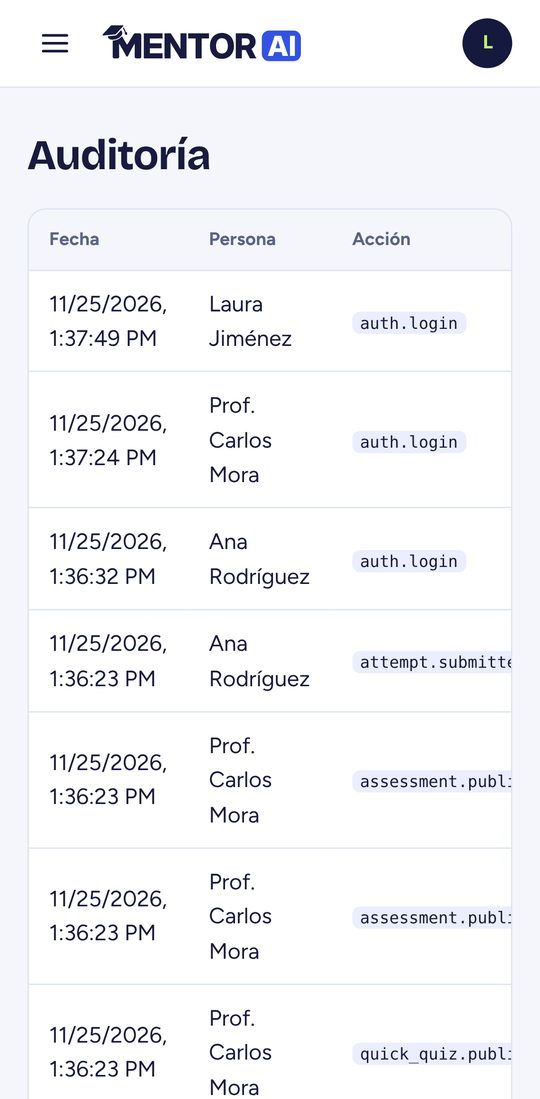 MENTOR AI
L
Auditoría
Fecha Persona Acción
11/25/2026, 1:37:49 PM Laura Jiménez auth.login
11/25/2026, 1:37:24 PM Prof. Carlos Mora auth.login
11/25/2026, 1:36:32 PM Ana Rodríguez auth.login
11/25/2026, 1:36:23 PM Ana Rodríguez attempt.submitte
11/25/2026, 1:36:23 PM Prof. Carlos Mora assessment.publi
11/25/2026, 1:36:23 PM Prof. Carlos Mora assessment.publi
11/25/2026, 1:36:23 PM Prof. Carlos Mora quick_quiz.publi